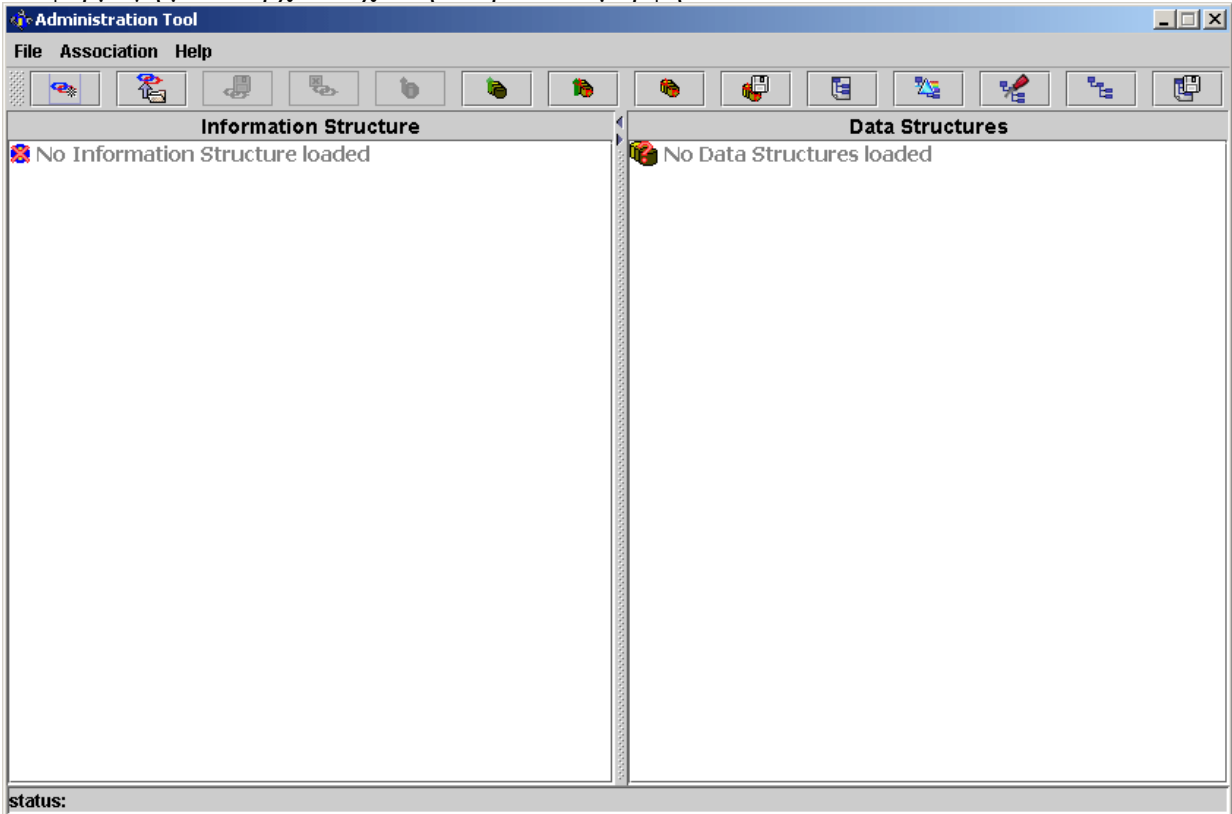 Administration Tool
File Association Help
Information Structure
Data Structures
No Information Structure loaded
No Data Structures loaded
status: